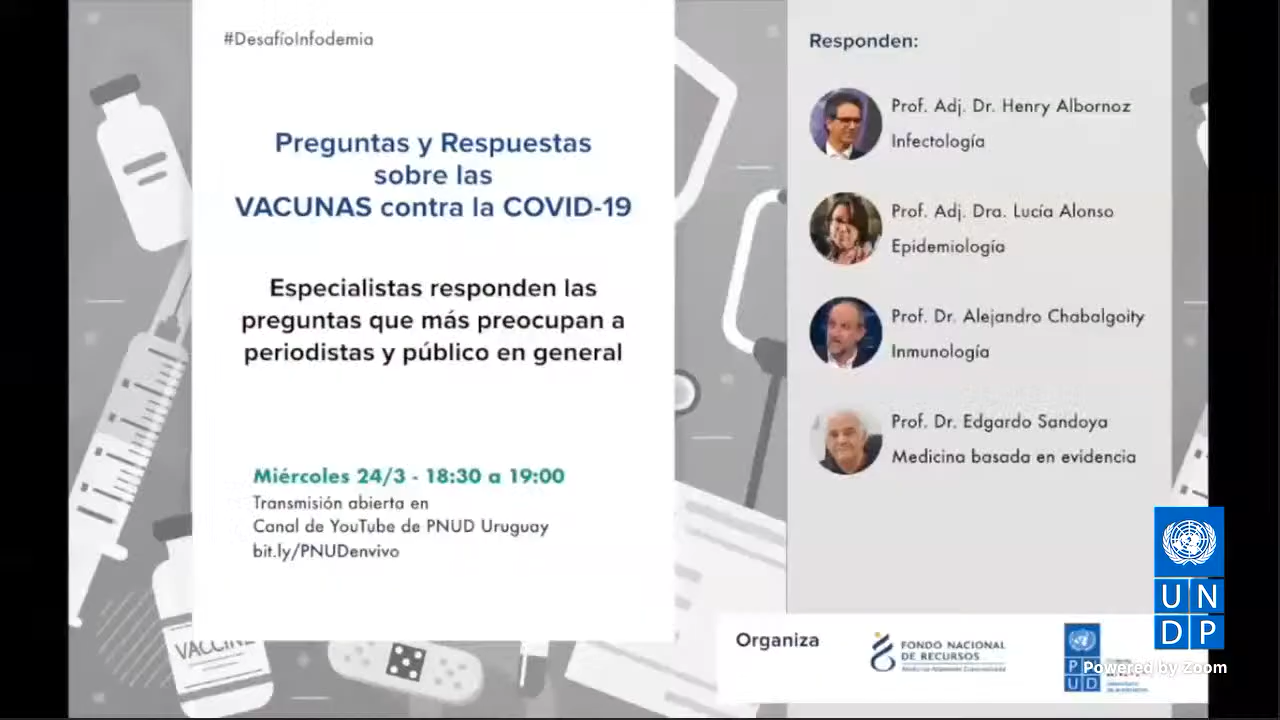 #DesafíoInfodemia
Preguntas y Respuestas
sobre las
VACUNAS contra la COVID-19
Especialistas responden las
preguntas que más preocupan a
periodistas y público en general
Miércoles 24/3 - 18:30 a 19:00
Transmisión abierta en
Canal de YouTube de PNUD Uruguay
bit.ly/PNUDenvivo
Responden:
Prof. Adj. Dr. Henry Albornoz
Infectología
Prof. Adj. Dra. Lucía Alonso
Epidemiología
Prof. Dr. Alejandro Chabalgoity
Inmunología
Prof. Dr. Edgardo Sandoya
Medicina basada en evidencia
VACCINE
Organiza
FONDO NACIONAL
DE RECURSOS
P N
U D
U N
D P
Powered by Zoom